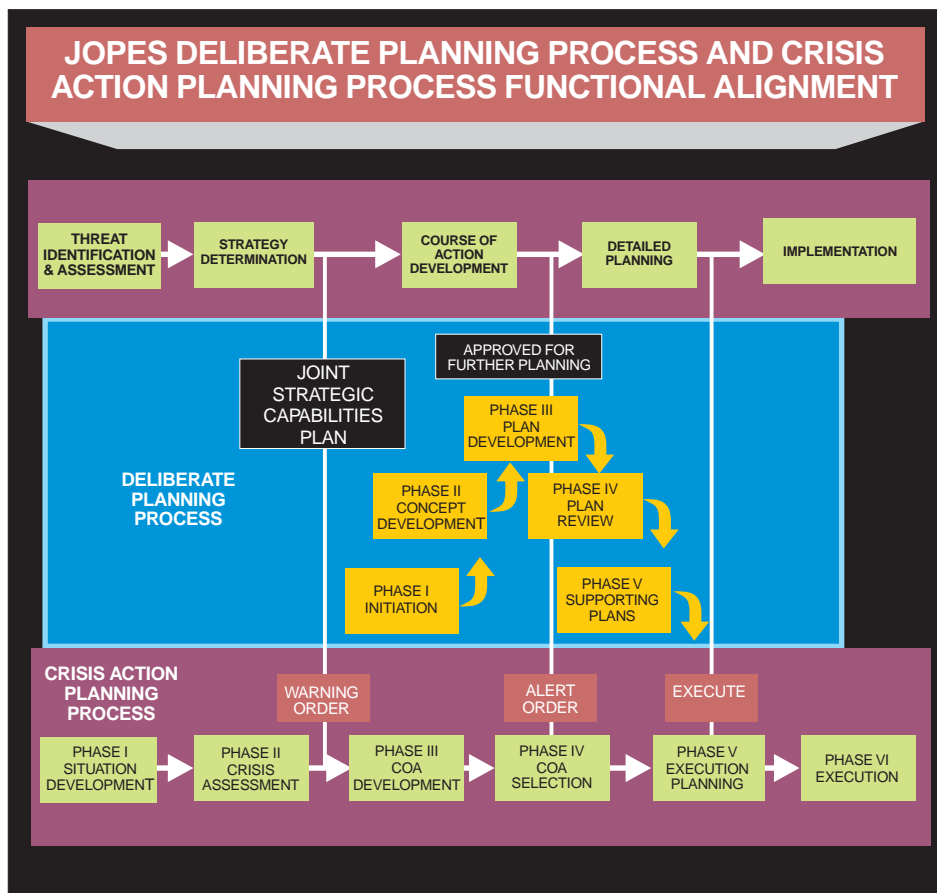 JOPES DELIBERATE PLANNING PROCESS AND CRISIS
ACTION PLANNING PROCESS FUNCTIONAL ALIGNMENT
THREAT
IDENTIFICATION
& ASSESSMENT
STRATEGY
DETERMINATION
COURSE OF
ACTION
DEVELOPMENT
DETAILED
PLANNING
IMPLEMENTATION
JOINT
STRATEGIC
CAPABILITIES
PLAN
APPROVED FOR
FURTHER PLANNING
DELIBERATE
PLANNING
PROCESS
PHASE I
INITIATION
PHASE II
CONCEPT
DEVELOPMENT
PHASE III
PLAN
DEVELOPMENT
PHASE IV
PLAN
REVIEW
PHASE V
SUPPORTING
PLANS
CRISIS ACTION
PLANNING
PROCESS
WARNING
ORDER
ALERT
ORDER
EXECUTE
PHASE I
SITUATION
DEVELOPMENT
PHASE II
CRISIS
ASSESSMENT
PHASE III
COA
DEVELOPMENT
PHASE IV
COA
SELECTION
PHASE V
EXECUTION
PLANNING
PHASE VI
EXECUTION